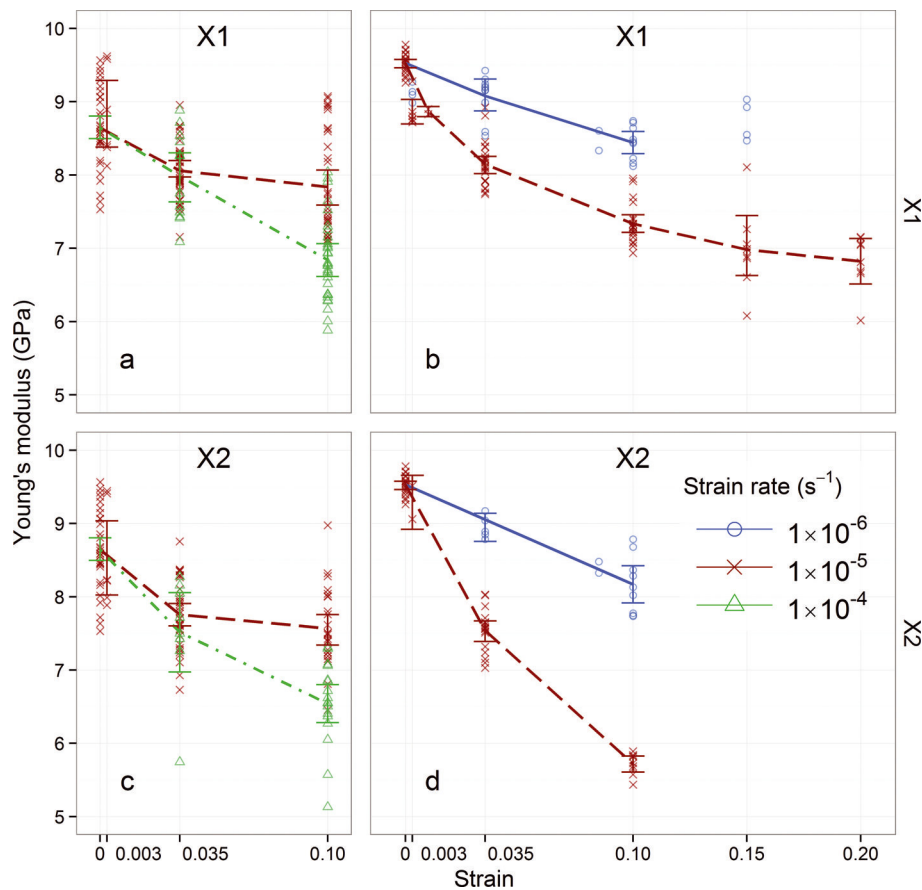 X1
X1
10
9
8
7
6
5
a
b
X1
Young's modulus (GPa)
X2
X2
10
9
8
7
6
5
Strain rate (s⁻¹)
1×10⁻⁶
1×10⁻⁵
1×10⁻⁴
c
d
X2
0 0.003 0.035 0.10
0 0.003 0.035 0.10 0.15 0.20
Strain